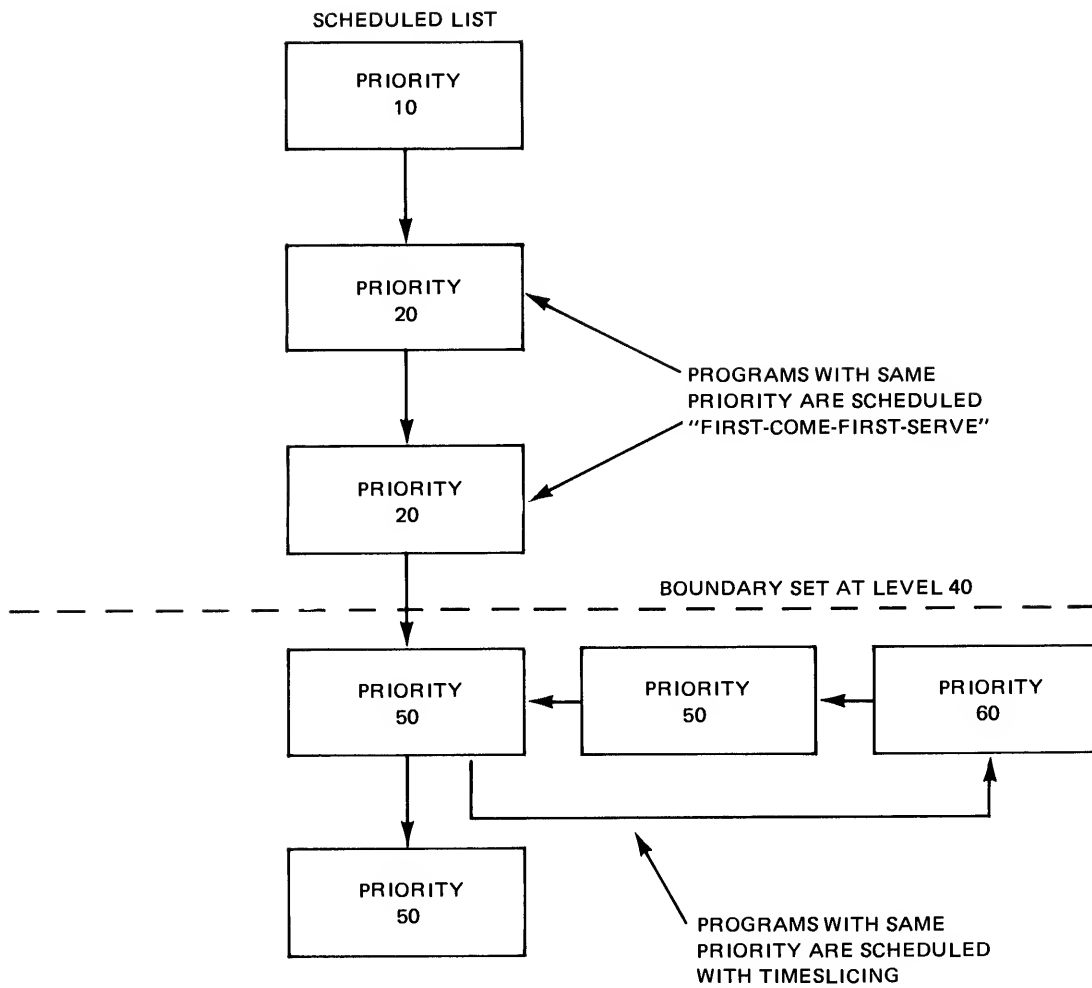 SCHEDULED LIST
PRIORITY
10
PRIORITY
20
PROGRAMS WITH SAME
PRIORITY ARE SCHEDULED
"FIRST-COME-FIRST-SERVE"
PRIORITY
20
BOUNDARY SET AT LEVEL 40
PRIORITY
50
PRIORITY
50
PRIORITY
60
PRIORITY
50
PROGRAMS WITH SAME
PRIORITY ARE SCHEDULED
WITH TIMESLICING